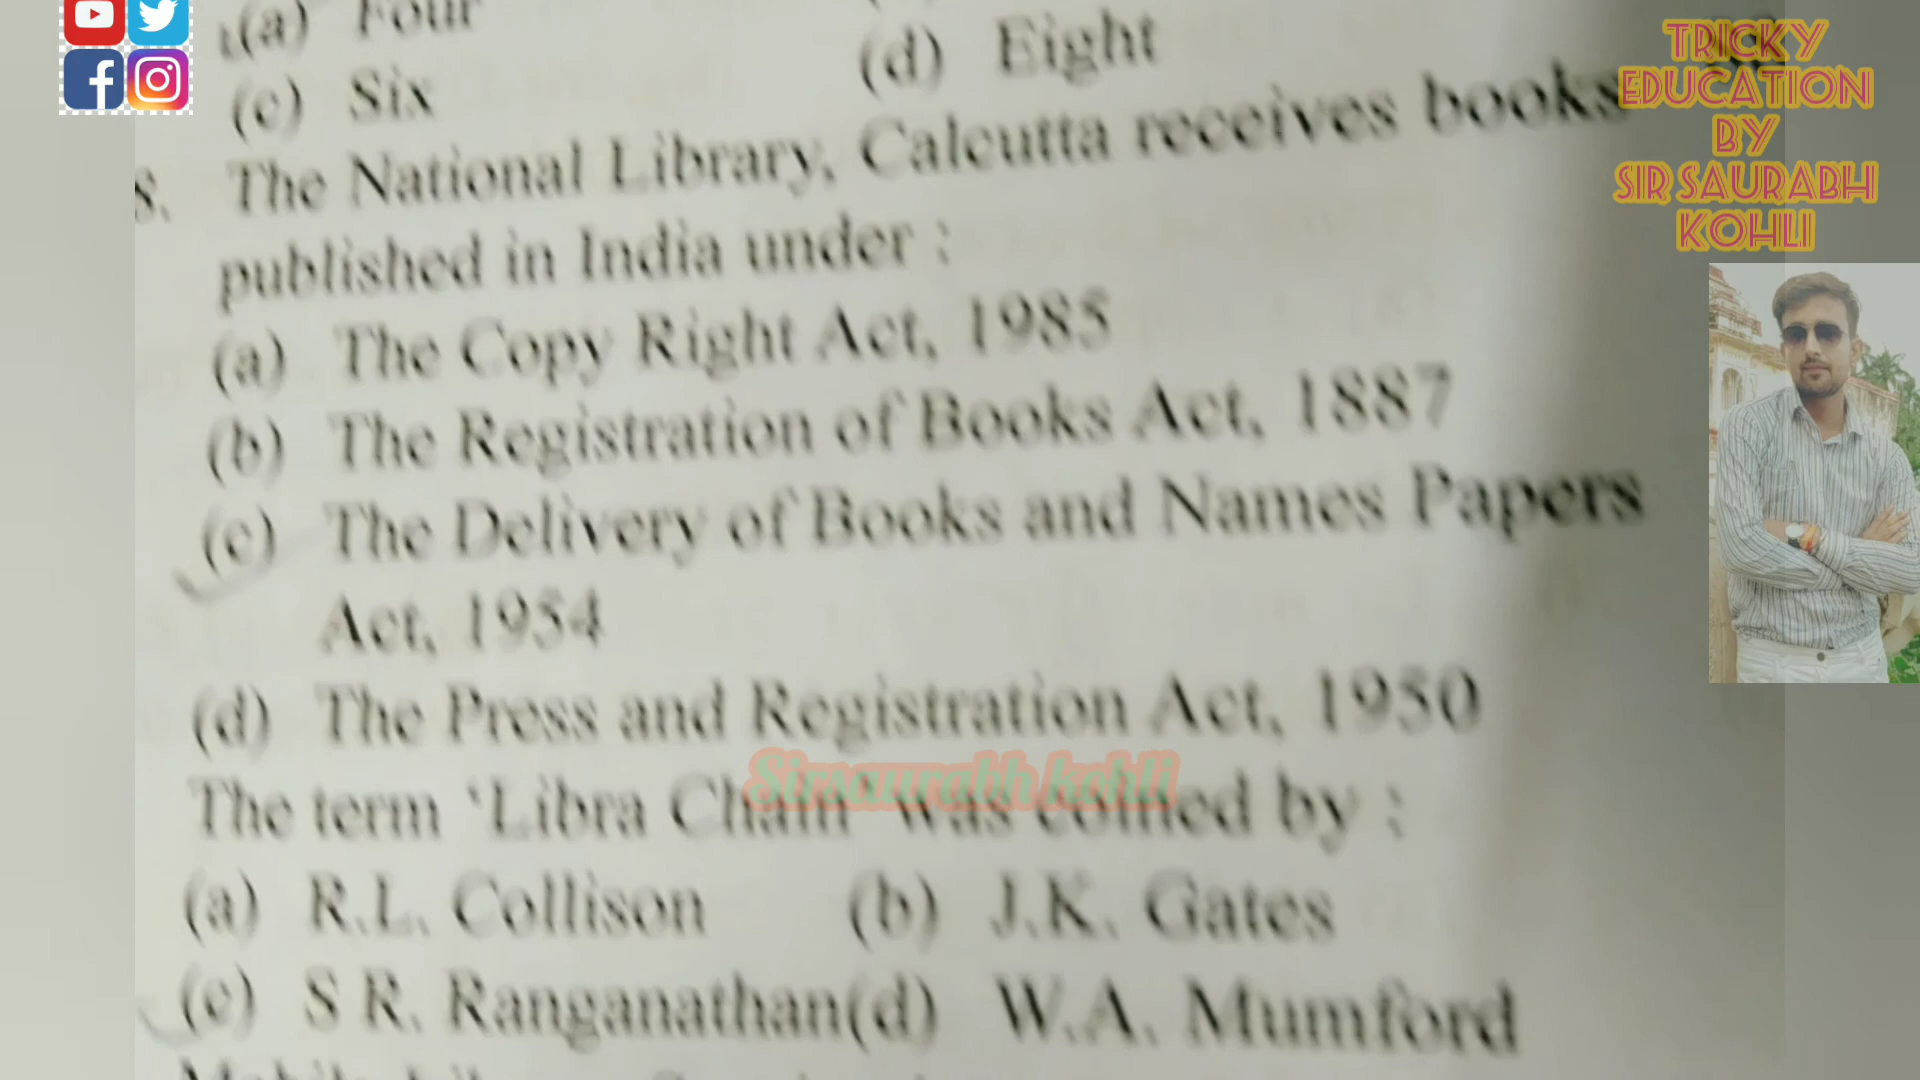 (a) Four
(c) Six
(d) Eight
8. The National Library, Calcutta receives books
published in India under :
(a) The Copy Right Act, 1985
(b) The Registration of Books Act, 1887
(c) The Delivery of Books and Names Papers
Act, 1954
(d) The Press and Registration Act, 1950
The term 'Libra Chain' was coined by :
(a) R.L. Collison (b) J.K. Gates
(c) S R. Ranganathan (d) W.A. Mumford
TRICKY
EDUCATION
BY
SIR SAURABH
KOHLI
Sirsaurabh kohli